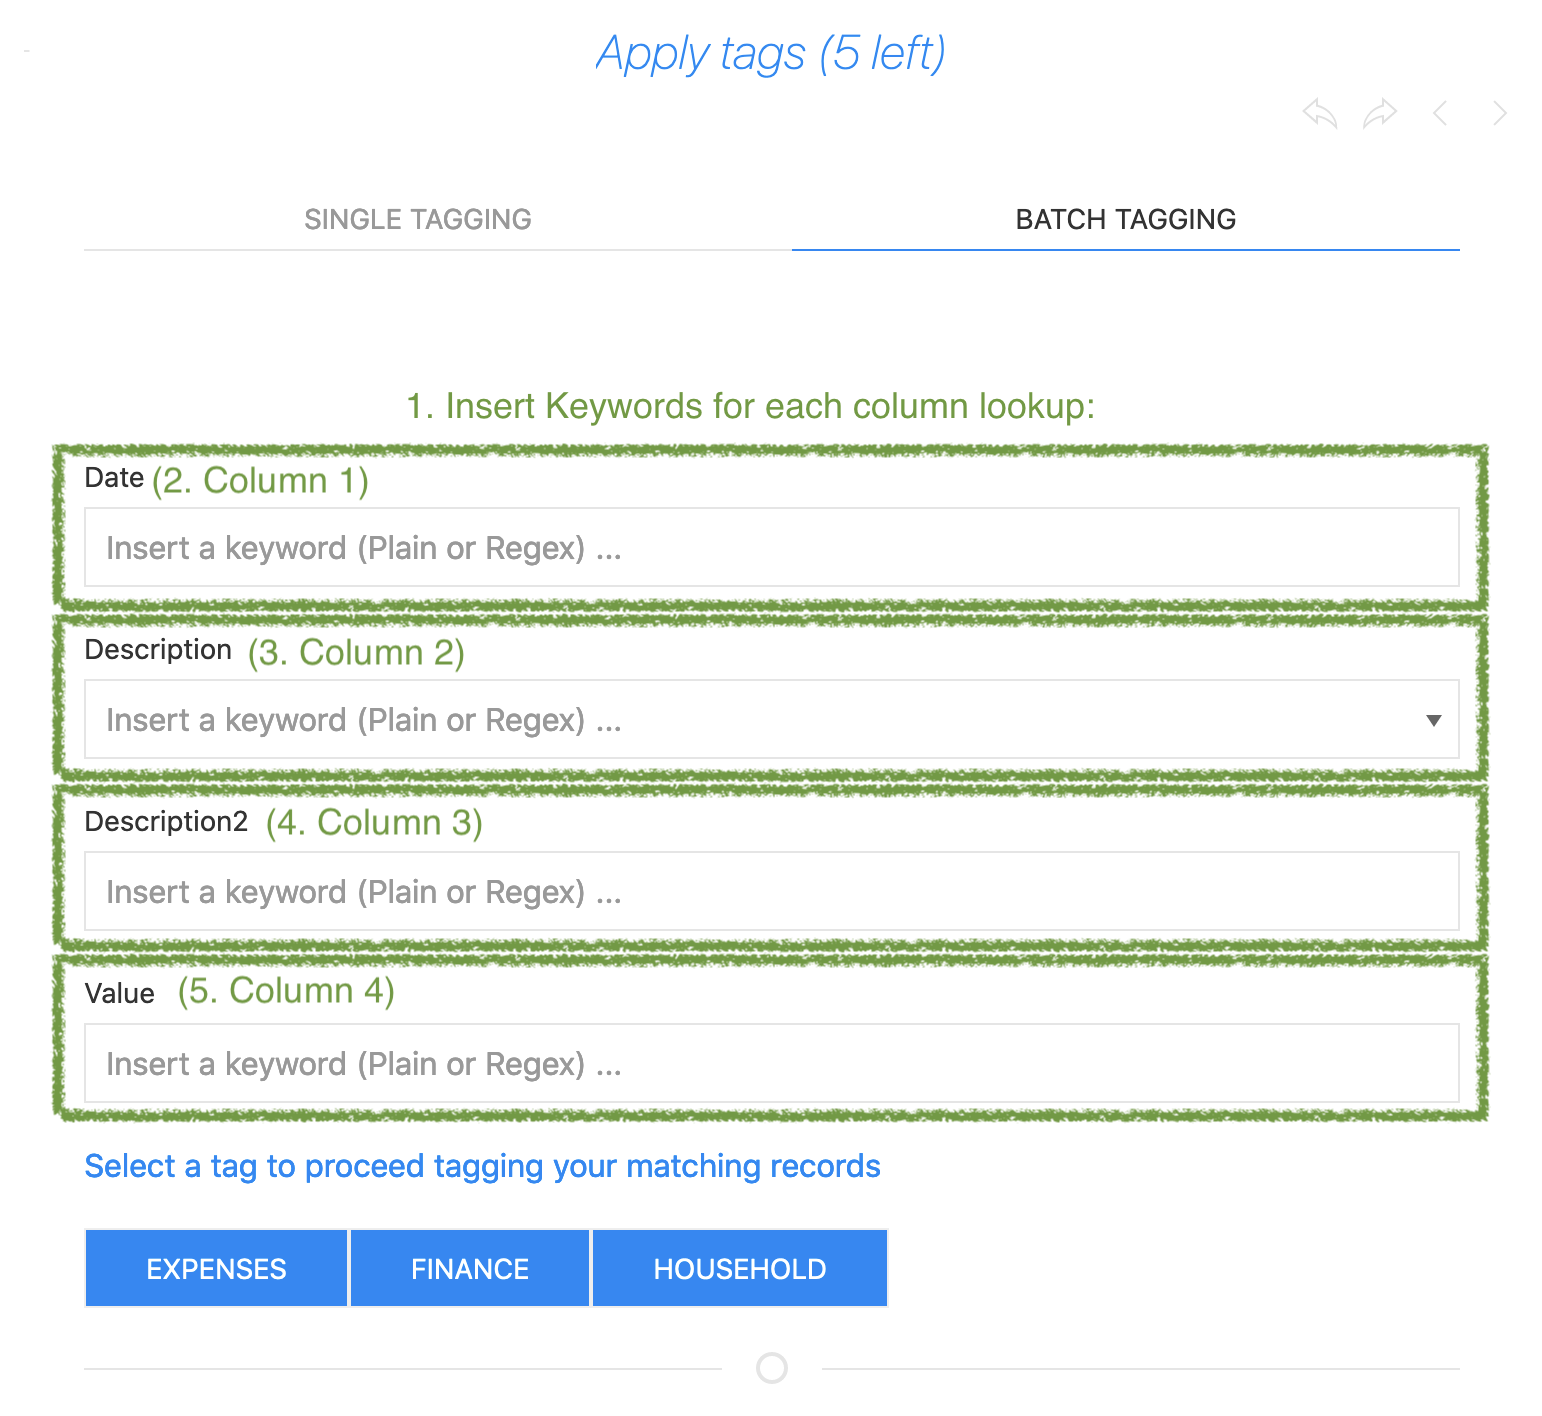 Apply tags (5 left)
SINGLE TAGGING BATCH TAGGING
1. Insert Keywords for each column lookup:
Date (2. Column 1)
Insert a keyword (Plain or Regex) ...
Description (3. Column 2)
Insert a keyword (Plain or Regex) ...
Description2 (4. Column 3)
Insert a keyword (Plain or Regex) ...
Value (5. Column 4)
Insert a keyword (Plain or Regex) ...
Select a tag to proceed tagging your matching records
EXPENSES FINANCE HOUSEHOLD